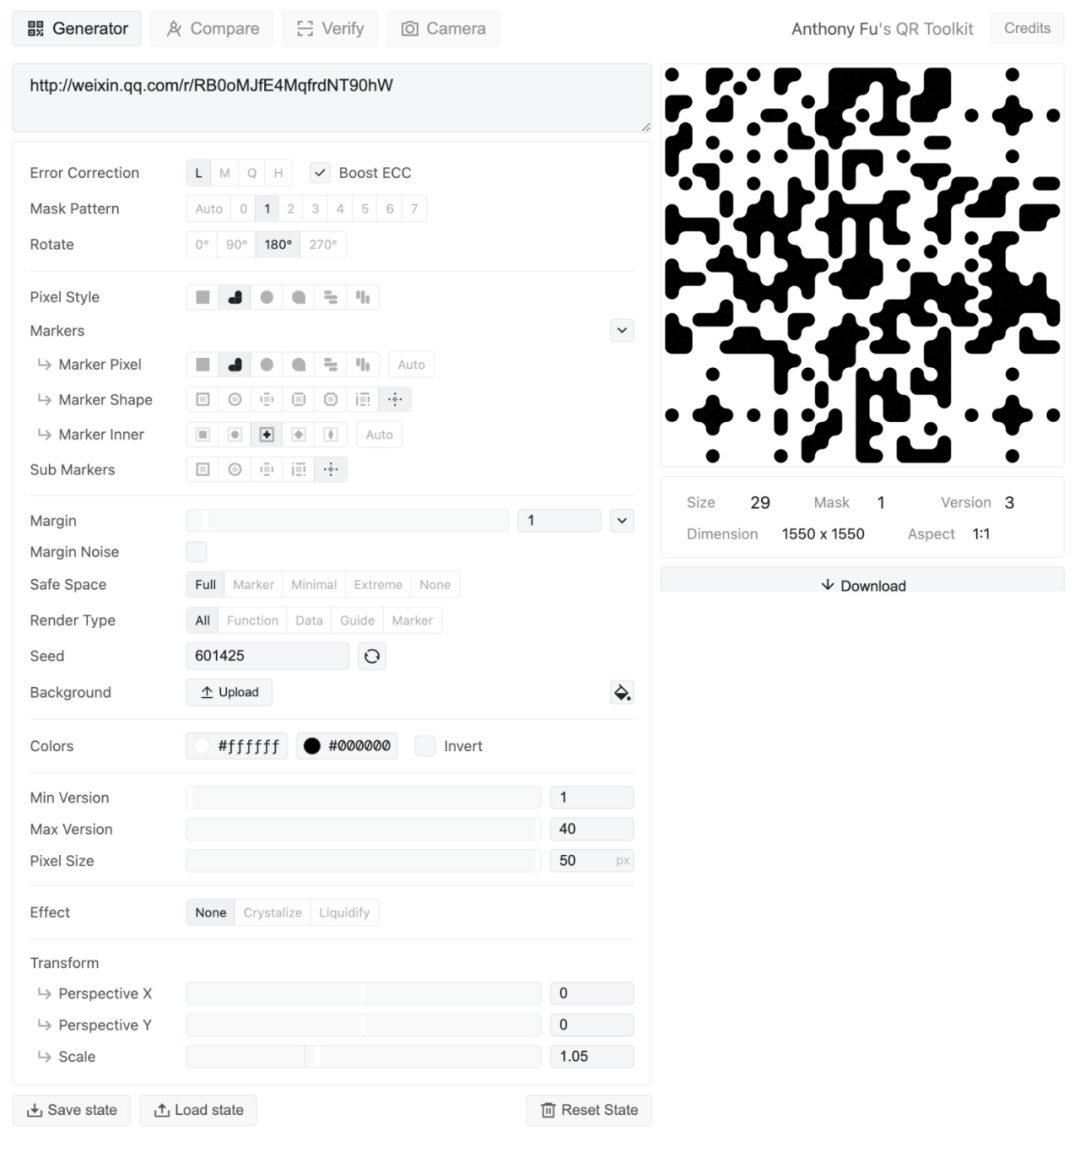 Generator Compare Verify Camera Anthony Fu's QR Toolkit Credits
http://weixin.qq.com/r/RB0oMJfE4MqfrdNT90hW
Error Correction L M Q H Boost ECC
Mask Pattern Auto 0 1 2 3 4 5 6 7
Rotate 0° 90° 180° 270°
Pixel Style
Markers
Marker Pixel Auto
Marker Shape
Marker Inner Auto
Sub Markers
Margin 1
Margin Noise
Safe Space Full Marker Minimal Extreme None
Render Type All Function Data Guide Marker
Seed 601425
Background Upload
Colors #ffffff #000000 Invert
Min Version 1
Max Version 40
Pixel Size 50 px
Effect None Crystalize Liquidify
Transform
Perspective X 0
Perspective Y 0
Scale 1.05
Save state Load state Reset State
Size 29 Mask 1 Version 3
Dimension 1550 x 1550 Aspect 1:1
Download